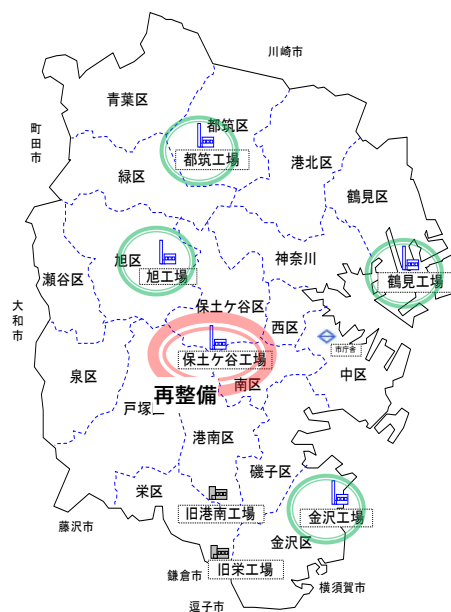 川崎市
青葉区
町田市
都筑区
都筑工場
港北区
緑区
鶴見区
旭区
旭工場
神奈川
瀬谷区
鶴見工場
大和市
保土ケ谷区
西区
市庁舎
保土ケ谷工場
泉区
中区
再整備
南区
戸塚
港南区
磯子区
栄区
旧港南工場
金沢工場
藤沢市
金沢区
旧栄工場
鎌倉市
横須賀市
逗子市